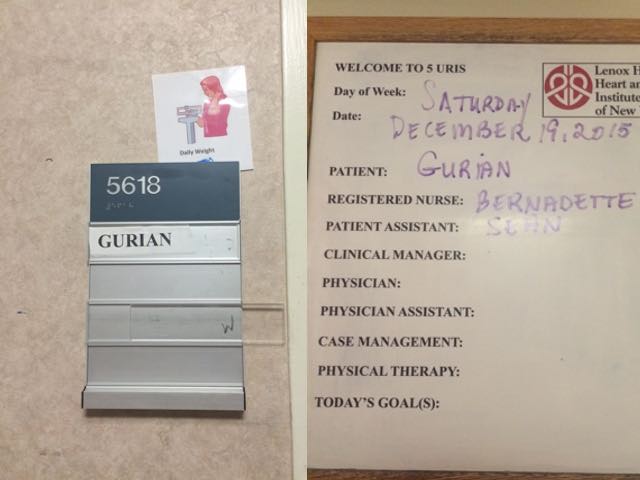 Daily Weight
5618
GURIAN
W
WELCOME TO 5 URIS
Day of Week: SATURDAY
Date: DECEMBER 19, 2015
Lenox H
Heart an
Institute
of New
PATIENT: GURIAN
REGISTERED NURSE: BERNADETTE
PATIENT ASSISTANT: SEAN
CLINICAL MANAGER:
PHYSICIAN:
PHYSICIAN ASSISTANT:
CASE MANAGEMENT:
PHYSICAL THERAPY:
TODAY'S GOAL(S):